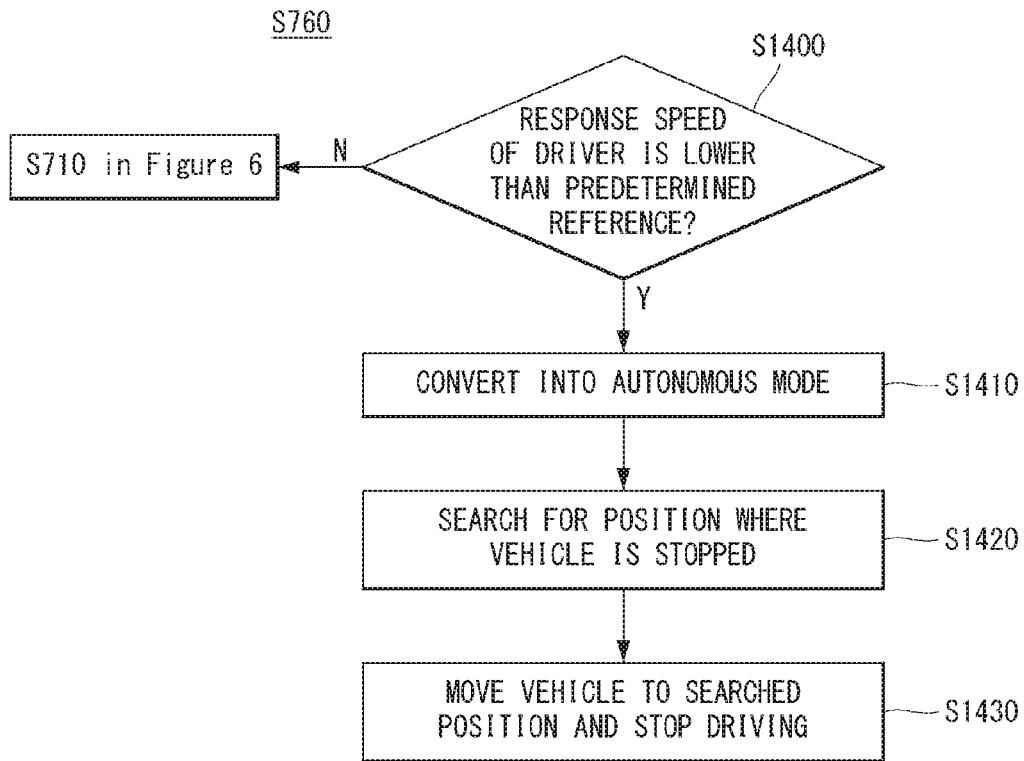 S760
S1400
RESPONSE SPEED
OF DRIVER IS LOWER
THAN PREDETERMINED
REFERENCE?
N
S710 in Figure 6
Y
CONVERT INTO AUTONOMOUS MODE
S1410
SEARCH FOR POSITION WHERE
VEHICLE IS STOPPED
S1420
MOVE VEHICLE TO SEARCHED
POSITION AND STOP DRIVING
S1430